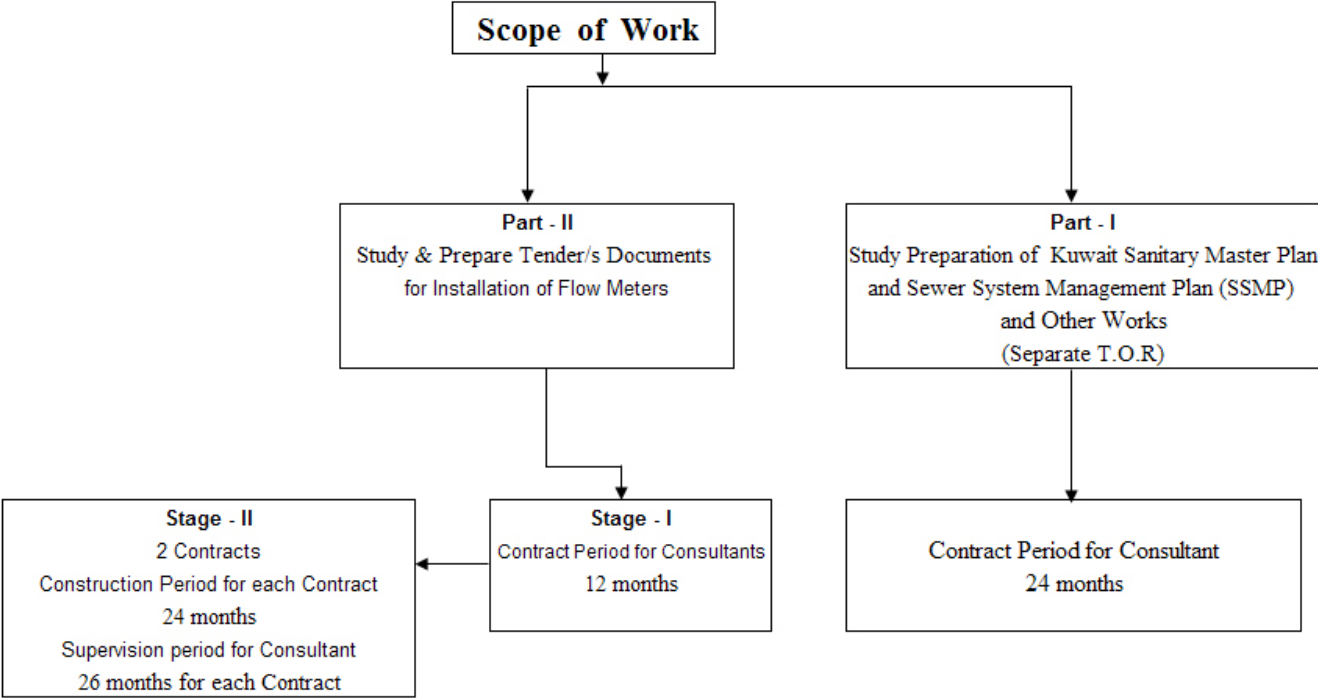 Scope of Work
Part - II
Study & Prepare Tender/s Documents
for Installation of Flow Meters
Part - I
Study Preparation of Kuwait Sanitary Master Plan
and Sewer System Management Plan (SSMP)
and Other Works
(Separate T.O.R)
Stage - II
2 Contracts
Construction Period for each Contract
24 months
Supervision period for Consultant
26 months for each Contract
Stage - I
Contract Period for Consultants
12 months
Contract Period for Consultant
24 months